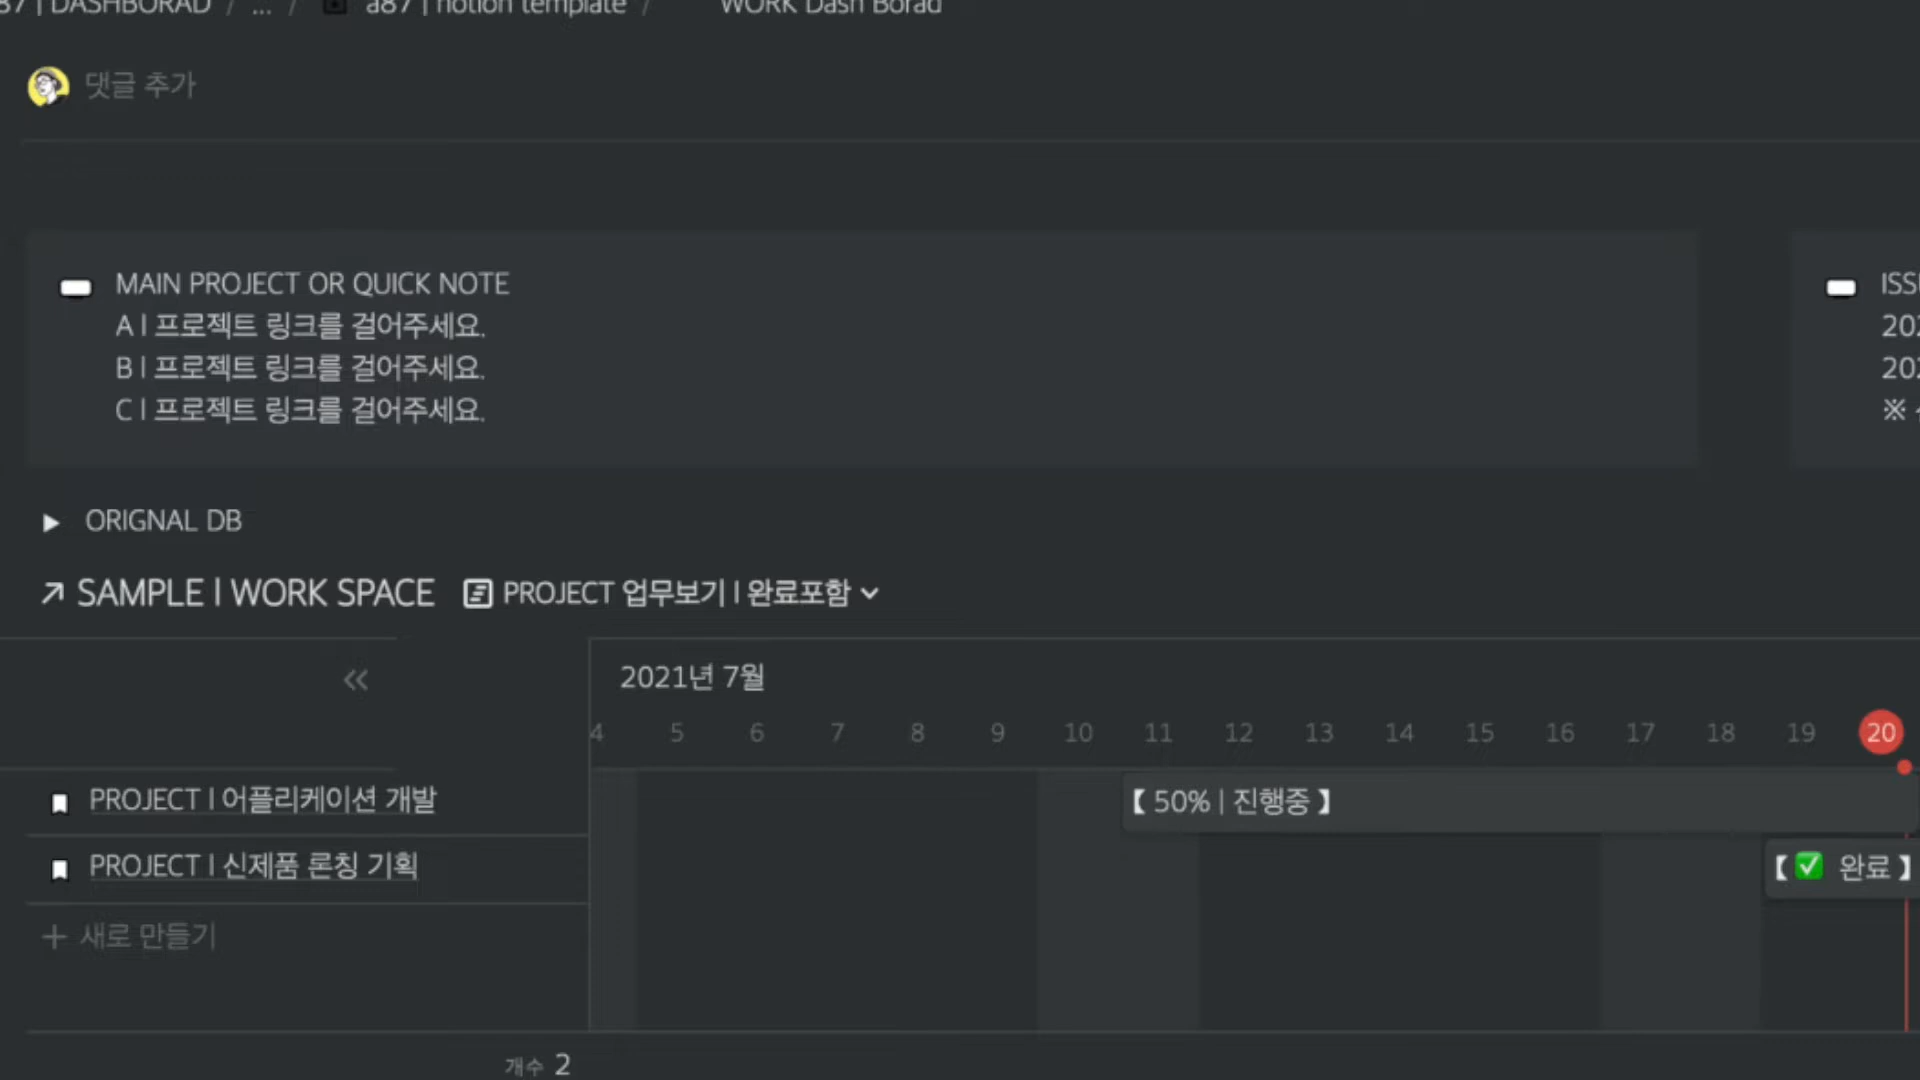 87 | DASHBORAD / ... / a87 | notion template / WORK Dash Borad
댓글 추가
MAIN PROJECT OR QUICK NOTE
A l 프로젝트 링크를 걸어주세요.
B l 프로젝트 링크를 걸어주세요.
C l 프로젝트 링크를 걸어주세요.
202
202
※
ORIGNAL DB
SAMPLE l WORK SPACE PROJECT 업무보기 l 완료포함
2021년 7월
4 5 6 7 8 9 10 11 12 13 14 15 16 17 18 19 20
PROJECT l 어플리케이션 개발
【 50% | 진행중 】
PROJECT l 신제품 론칭 기획
【 ✅ 완료 】
+ 새로 만들기
개수 2